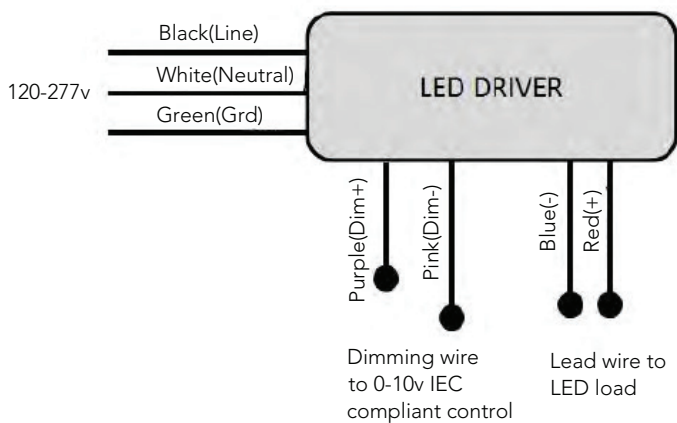 Black(Line)
White(Neutral)
Green(Grd)
120-277v
LED DRIVER
Purple(Dim+)
Pink(Dim-)
Blue(-)
Red(+)
Dimming wire
to 0-10v IEC
compliant control
Lead wire to
LED load